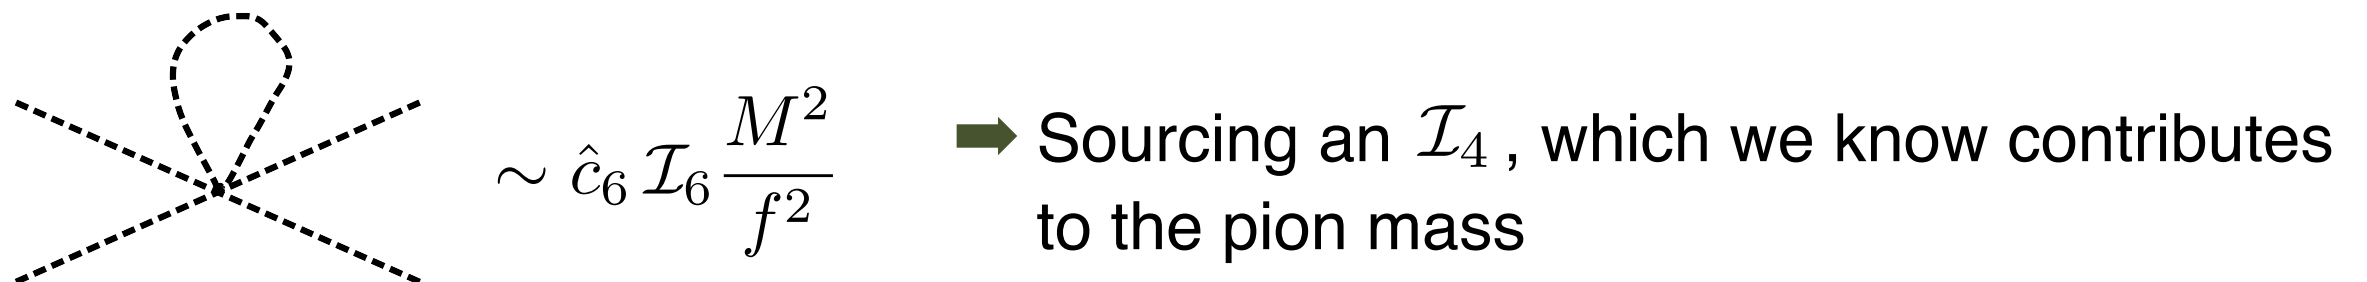 ∼ ĉ₆ ℐ₆ M²/f² ➡ Sourcing an ℐ₄ , which we know contributes
to the pion mass